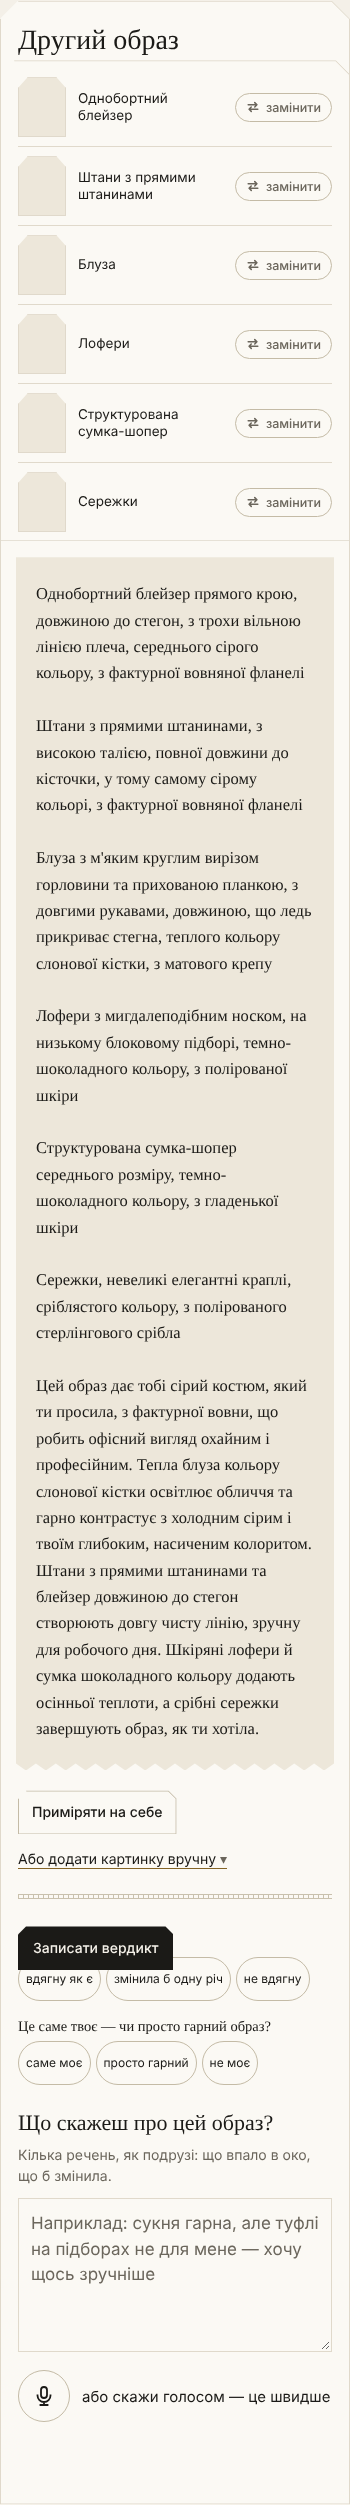 Другий образ
Однобортний
блейзер
замінити
Штани з прямими
штанинами
замінити
Блуза
замінити
Лофери
замінити
Структурована
сумка-шопер
замінити
Сережки
замінити
Однобортний блейзер прямого крою,
довжиною до стегон, з трохи вільною
лінією плеча, середнього сірого
кольору, з фактурної вовняної фланелі
Штани з прямими штанинами, з
високою талією, повної довжини до
кісточки, у тому самому сірому
кольорі, з фактурної вовняної фланелі
Блуза з м'яким круглим вирізом
горловини та прихованою планкою, з
довгими рукавами, довжиною, що ледь
прикриває стегна, теплого кольору
слонової кістки, з матового крепу
Лофери з мигдалеподібним носком, на
низькому блоковому підборі, темно-
шоколадного кольору, з полірованої
шкіри
Структурована сумка-шопер
середнього розміру, темно-
шоколадного кольору, з гладенької
шкіри
Сережки, невеликі елегантні краплі,
сріблястого кольору, з полірованого
стерлінгового срібла
Цей образ дає тобі сірий костюм, який
ти просила, з фактурної вовни, що
робить офісний вигляд охайним і
професійним. Тепла блуза кольору
слонової кістки освітлює обличчя та
гарно контрастує з холодним сірим і
твоїм глибоким, насиченим колоритом.
Штани з прямими штанинами та
блейзер довжиною до стегон
створюють довгу чисту лінію, зручну
для робочого дня. Шкіряні лофери й
сумка шоколадного кольору додають
осінньої теплоти, а срібні сережки
завершують образ, як ти хотіла.
Приміряти на себе
Або додати картинку вручну ▾
Записати вердикт
вдягну як є
змінила б одну річ
не вдягну
Це саме твоє — чи просто гарний образ?
саме моє
просто гарний
не моє
Що скажеш про цей образ?
Кілька речень, як подрузі: що впало в око,
що б змінила.
Наприклад: сукня гарна, але туфлі
на підборах не для мене — хочу
щось зручніше
або скажи голосом — це швидше